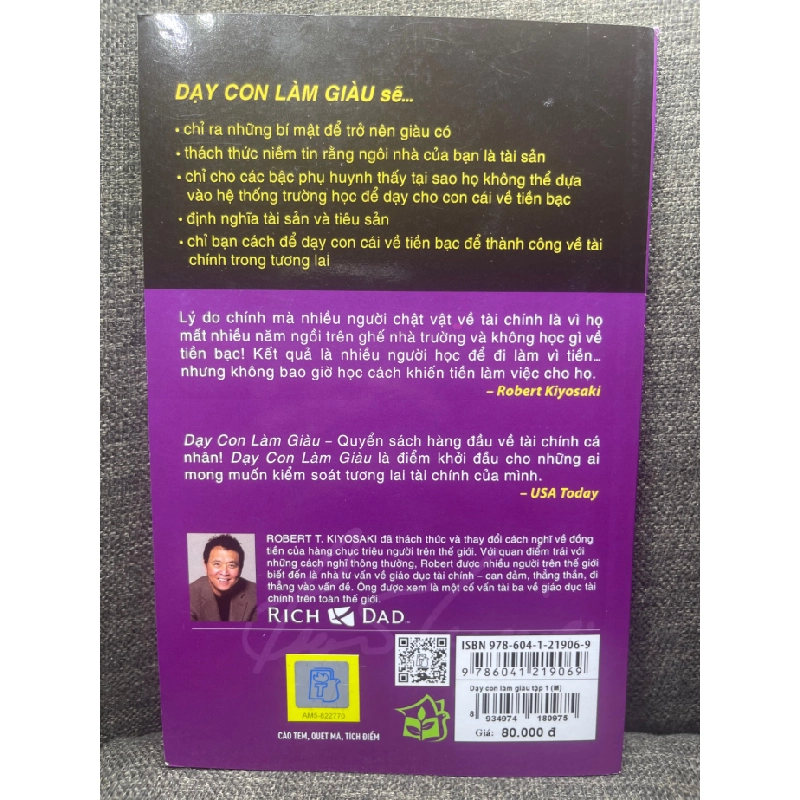 DẠY CON LÀM GIÀU sẽ...
• chỉ ra những bí mật để trở nên giàu có
• thách thức niềm tin rằng ngôi nhà của bạn là tài sản
• chỉ cho các bậc phụ huynh thấy tại sao họ không thể dựa
vào hệ thống trường học để dạy cho con cái về tiền bạc
• định nghĩa tài sản và tiêu sản
• chỉ bạn cách để dạy con cái về tiền bạc để thành công về tài
chính trong tương lai
Lý do chính mà nhiều người chật vật về tài chính là vì họ
mất nhiều năm ngồi trên ghế nhà trường và không học gì về
tiền bạc! Kết quả là nhiều người học để đi làm vì tiền...
nhưng không bao giờ học cách khiến tiền làm việc cho họ.
– Robert Kiyosaki
Dạy Con Làm Giàu – Quyển sách hàng đầu về tài chính cá
nhân! Dạy Con Làm Giàu là điểm khởi đầu cho những ai
mong muốn kiểm soát tương lai tài chính của mình.
– USA Today
ROBERT T. KIYOSAKI đã thách thức và thay đổi cách nghĩ về đồng
tiền của hàng chục triệu người trên thế giới. Với quan điểm trái với
những cách nghĩ thông thường, Robert được nhiều người trên thế giới
biết đến là nhà tư vấn về giáo dục tài chính – can đảm, thẳng thắn, đi
thẳng vào vấn đề. Ông được xem là một cố vấn tài ba về giáo dục tài
chính trên toàn thế giới.
RICH DAD
ISBN 978-604-1-21906-9
9 786041 219069
Dạy con làm giàu tập 1 (M)
8 934974 180975
Giá: 80.000 đ
AM5-822770
CÀO TEM, QUÉT MÃ, TÍCH ĐIỂM